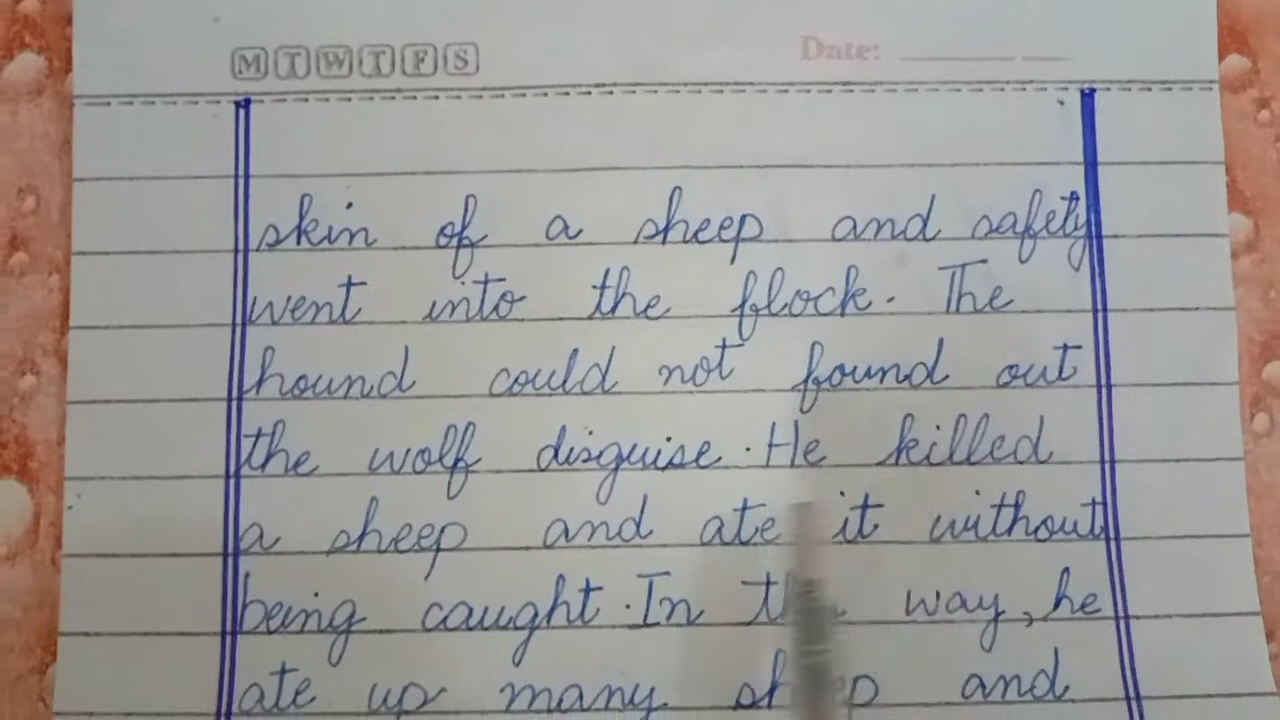 M T W T F S
Date:
skin of a sheep and safety
went into the flock. The
hound could not found out
the wolf disguise. He killed
a sheep and ate it without
being caught. In way, he
ate up many and